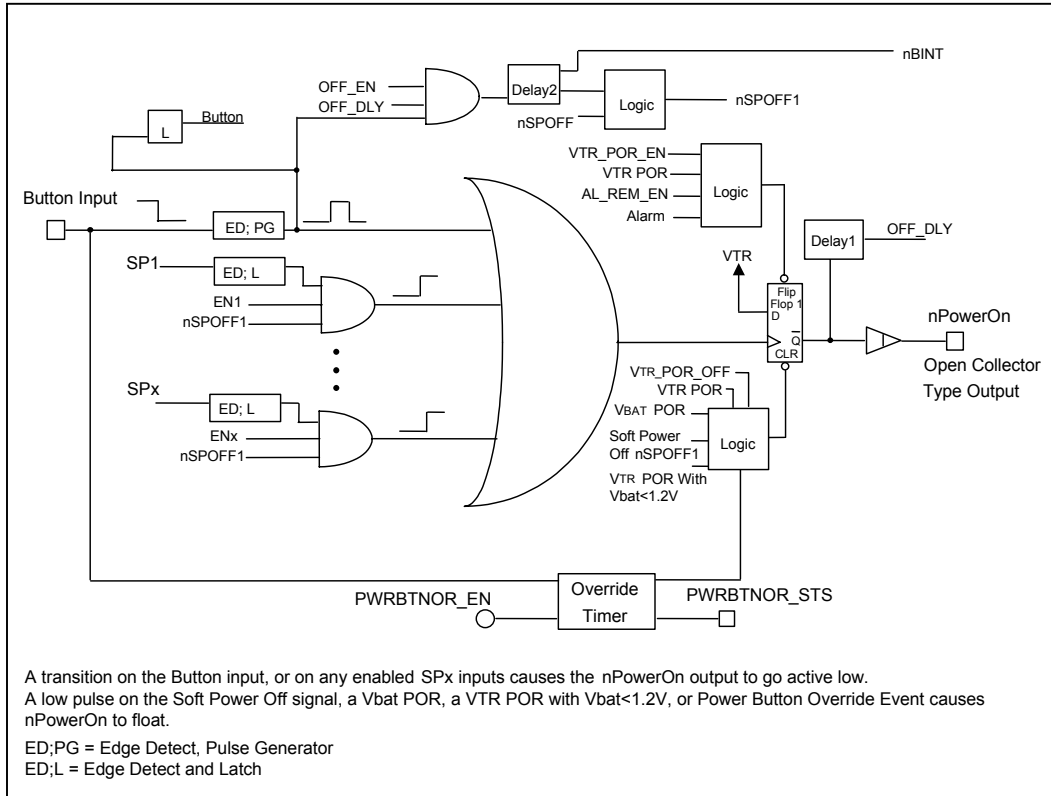 nBINT
OFF_EN
OFF_DLY
Delay2
Logic
nSPOFF1
nSPOFF
Button
L
VTR_POR_EN
VTR POR
AL_REM_EN
Alarm
Logic
Button Input
ED; PG
Delay1
OFF_DLY
SP1
ED; L
EN1
nSPOFF1
VTR
Flip
Flop 1
D
Q
CLR
nPowerOn
Open Collector
Type Output
SPx
ED; L
ENx
nSPOFF1
VTR_POR_OFF
VTR POR
VBAT POR
Soft Power
Off nSPOFF1
Logic
VTR POR With
Vbat<1.2V
PWRBTNOR_EN
Override
Timer
PWRBTNOR_STS
A transition on the Button input, or on any enabled SPx inputs causes the nPowerOn output to go active low.
A low pulse on the Soft Power Off signal, a Vbat POR, a VTR POR with Vbat<1.2V, or Power Button Override Event causes
nPowerOn to float.
ED;PG = Edge Detect, Pulse Generator
ED;L = Edge Detect and Latch